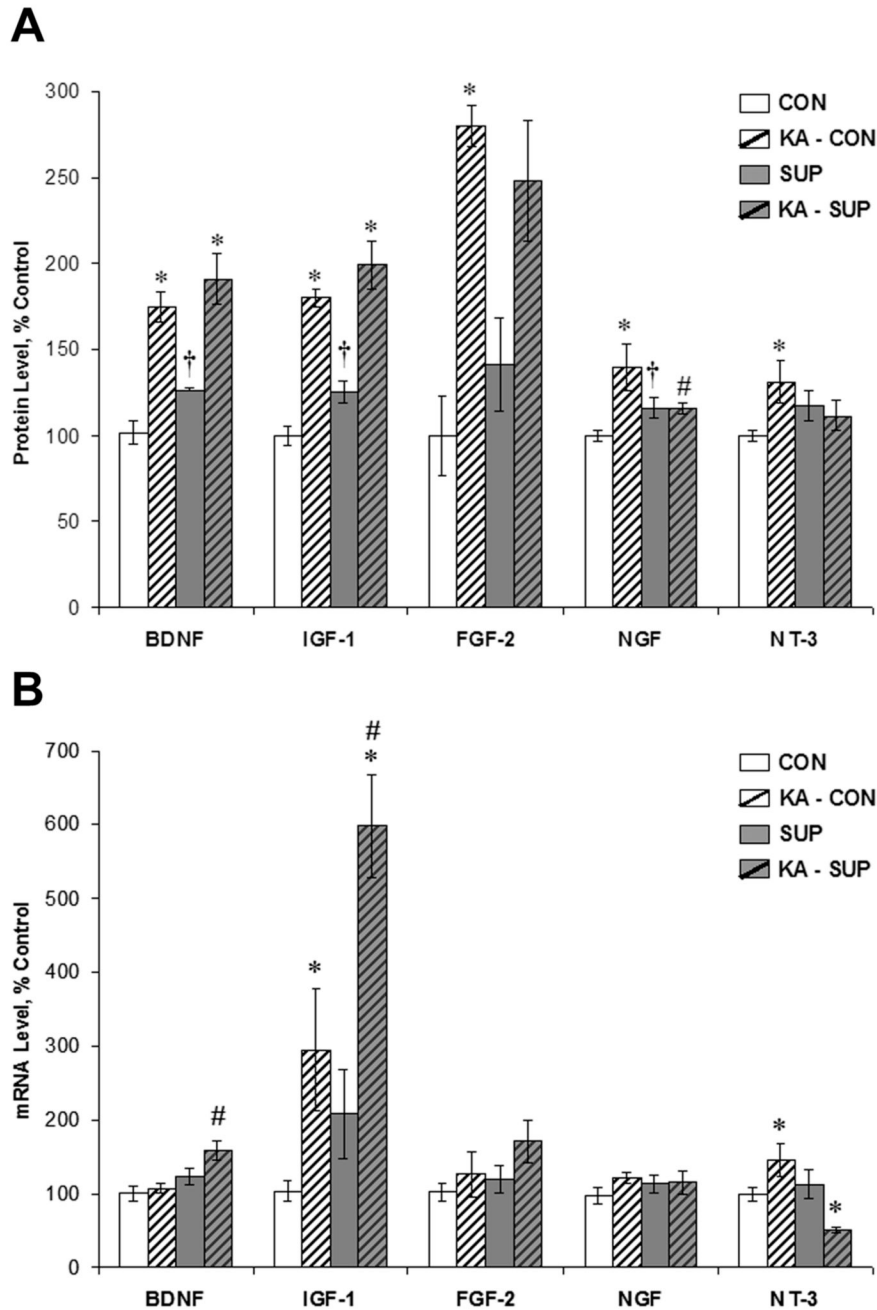 A
300
250
200
150
100
50
0
Protein Level, % Control
* * † * * * † * * * † # *
CON
KA - CON
SUP
KA - SUP
BDNF IGF-1 FGF-2 NGF NT-3
B
700
600
500
400
300
200
100
0
mRNA Level, % Control
# * # * * *
CON
KA - CON
SUP
KA - SUP
BDNF IGF-1 FGF-2 NGF NT-3